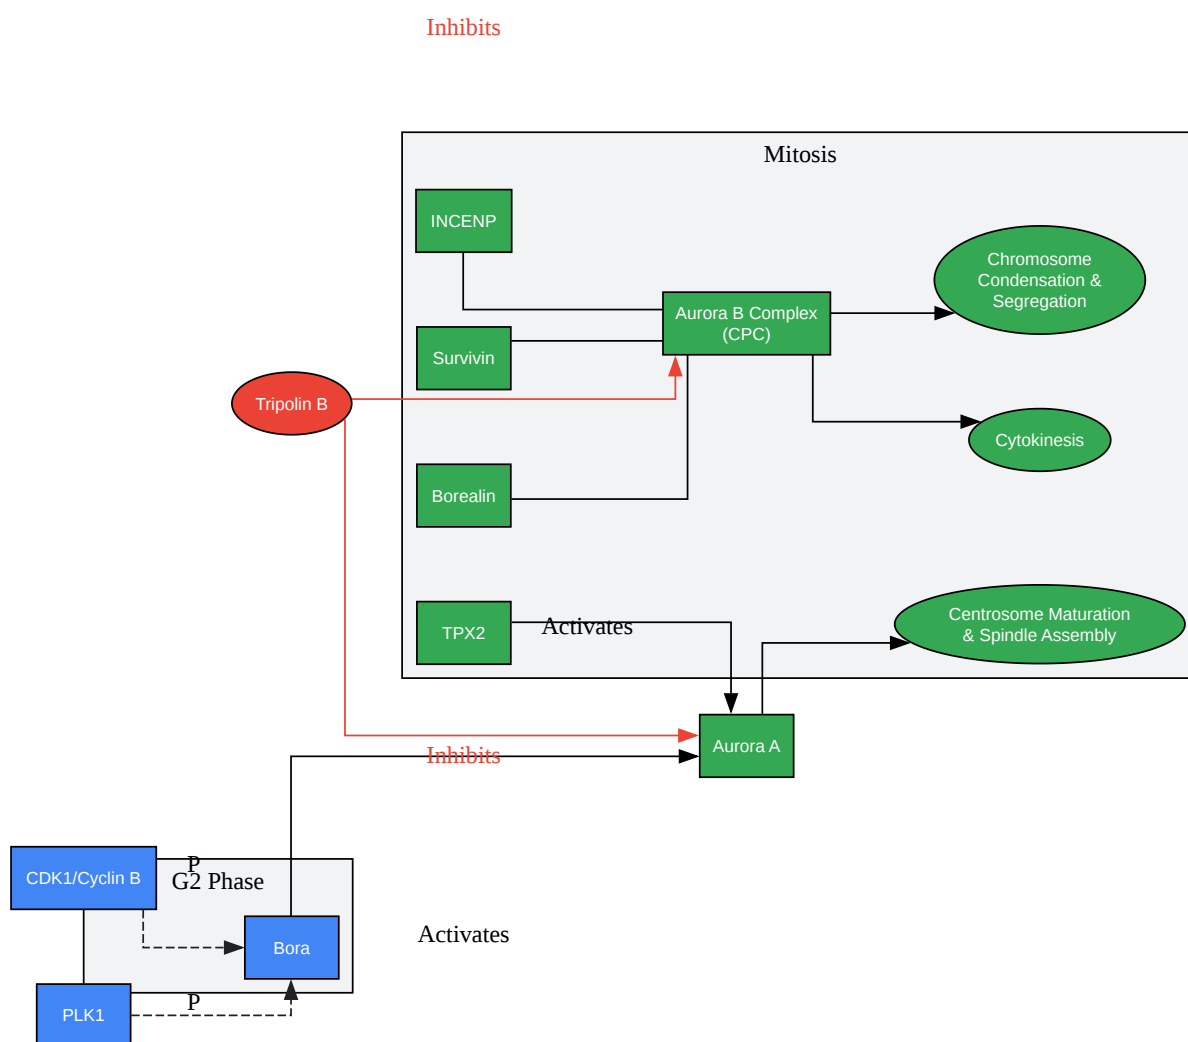 Inhibits
Mitosis
INCENP
Chromosome
Condensation &
Segregation
Aurora B Complex
(CPC)
Survivin
Tripolin B
Cytokinesis
Borealin
TPX2
Activates
Centrosome Maturation
& Spindle Assembly
Aurora A
Inhibits
P
CDK1/Cyclin B
G2 Phase
Bora
Activates
P
PLK1